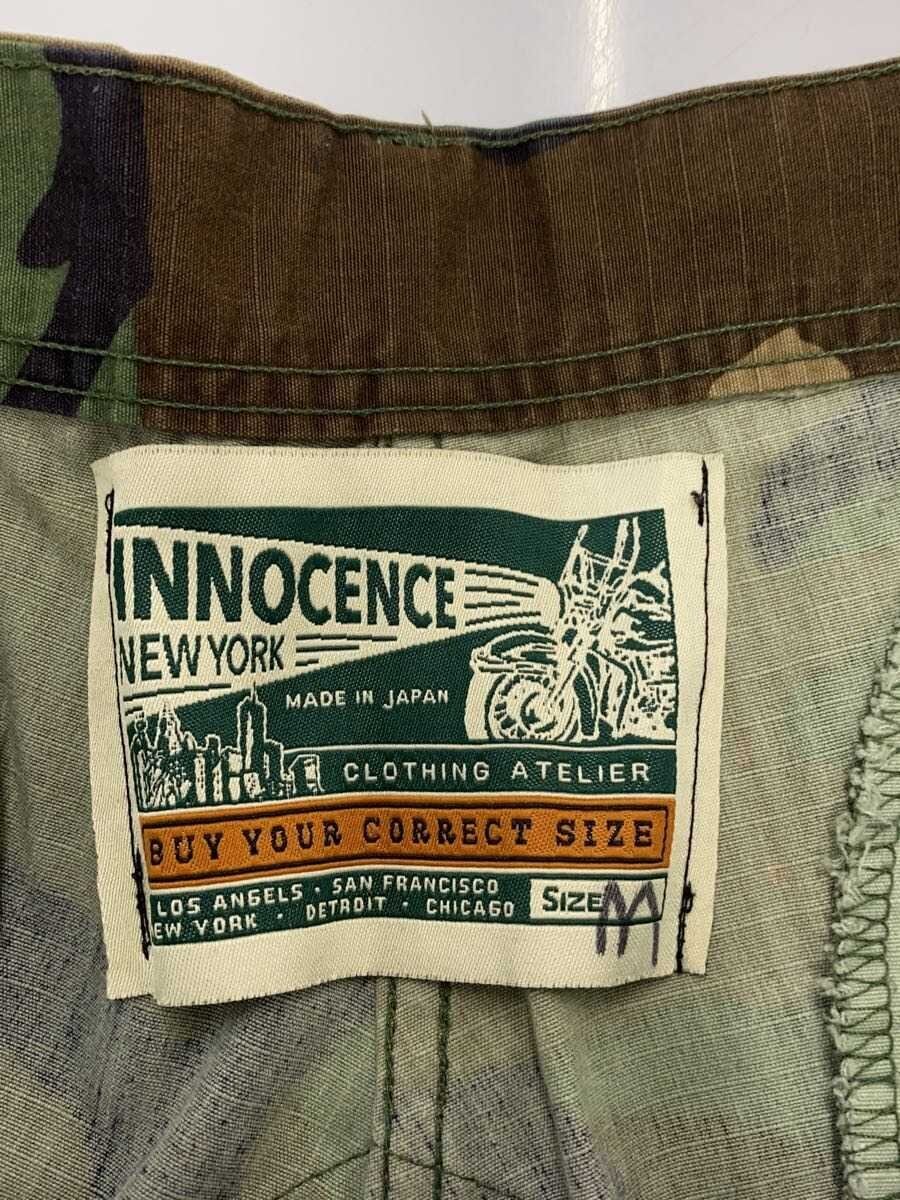 INNOCENCE
NEW YORK
MADE IN JAPAN
CLOTHING ATELIER
BUY YOUR CORRECT SIZE
LOS ANGELS · SAN FRANCISCO
EW YORK · DETROIT · CHICAGO
SIZE M